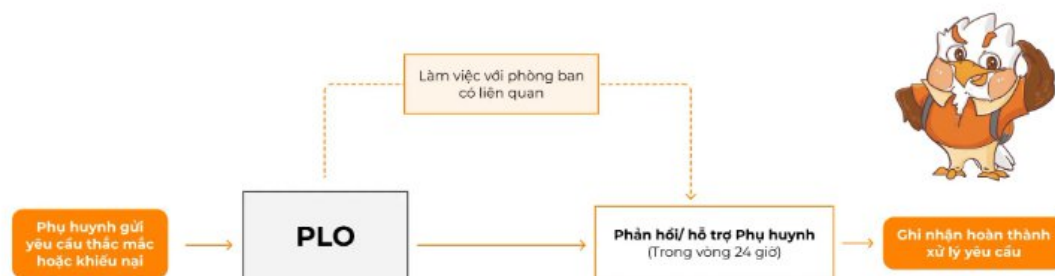 Làm việc với phòng ban
có liên quan
Phụ huynh gửi
yêu cầu thắc mắc
hoặc khiếu nại
PLO
Phản hồi/ hỗ trợ Phụ huynh
(Trong vòng 24 giờ)
Ghi nhận hoàn thành
xử lý yêu cầu